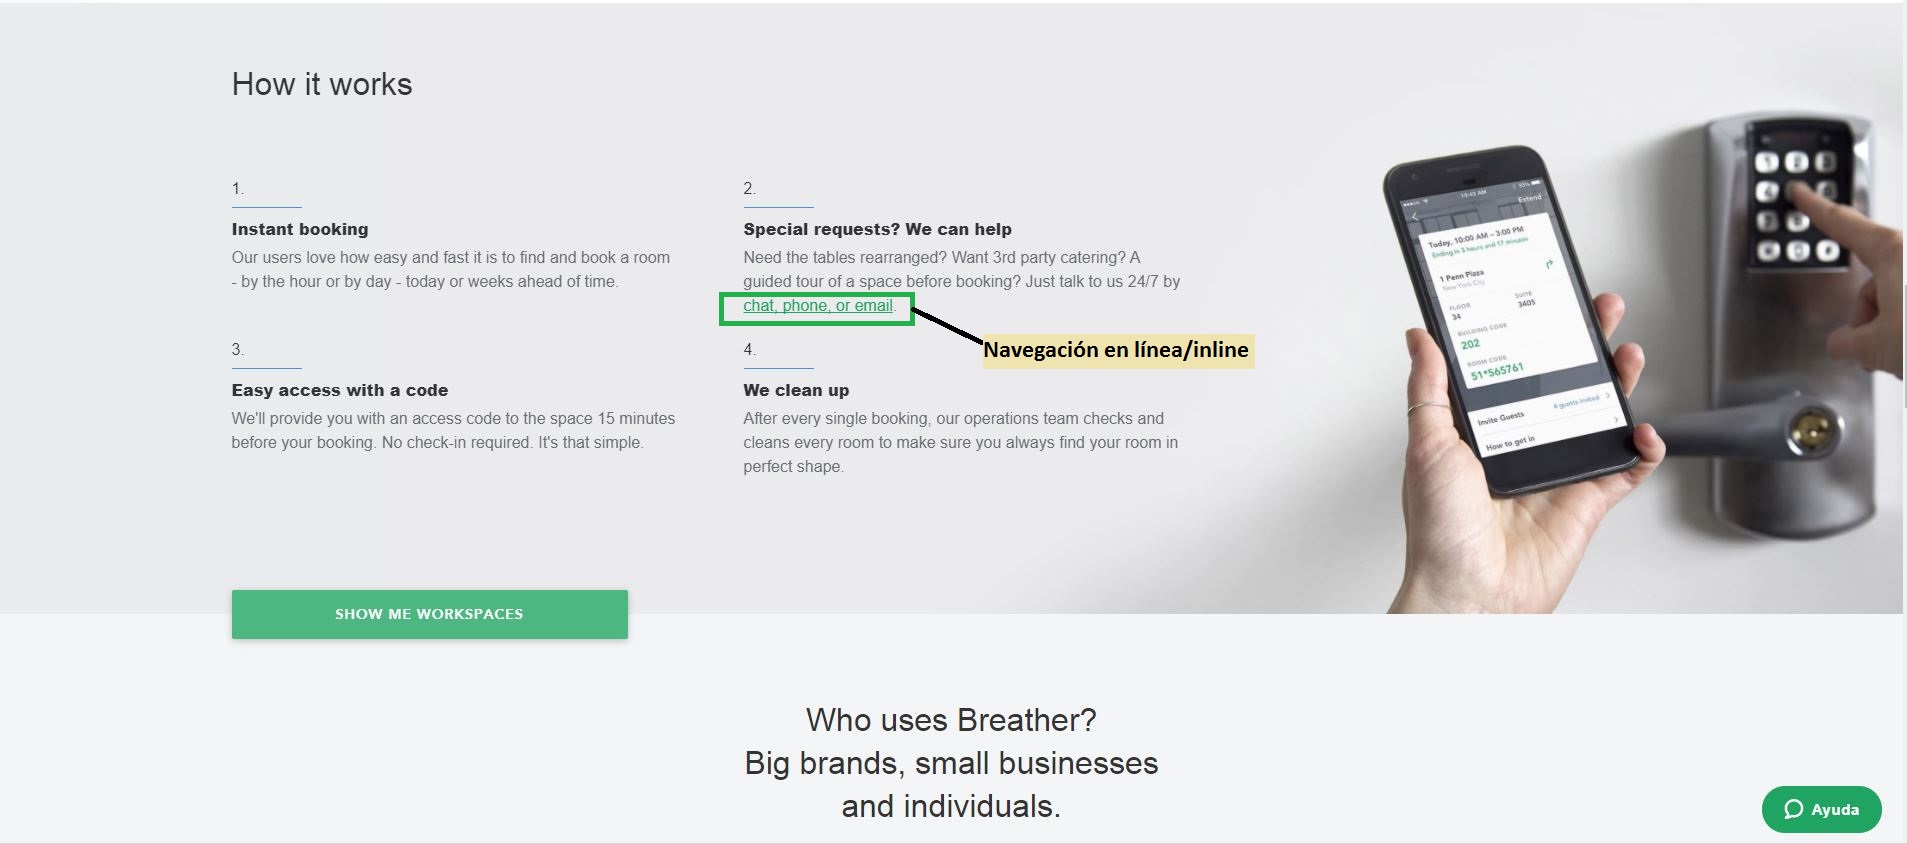 How it works
1.
Instant booking
Our users love how easy and fast it is to find and book a room
- by the hour or by day - today or weeks ahead of time.
2.
Special requests? We can help
Need the tables rearranged? Want 3rd party catering? A
guided tour of a space before booking? Just talk to us 24/7 by
chat, phone, or email.
Navegación en línea/inline
3.
Easy access with a code
We'll provide you with an access code to the space 15 minutes
before your booking. No check-in required. It's that simple.
4.
We clean up
After every single booking, our operations team checks and
cleans every room to make sure you always find your room in
perfect shape.
10:43 AM
93%
Extend
Today, 10:00 AM – 3:00 PM
Ending in 3 hours and 17 minutes
1 Penn Plaza
New York City
FLOOR
34
SUITE
3405
BUILDING CODE
202
ROOM CODE
51*565761
Invite Guests
4 guests invited
How to get in
1 2 3
4
SHOW ME WORKSPACES
Who uses Breather?
Big brands, small businesses
and individuals.
Ayuda